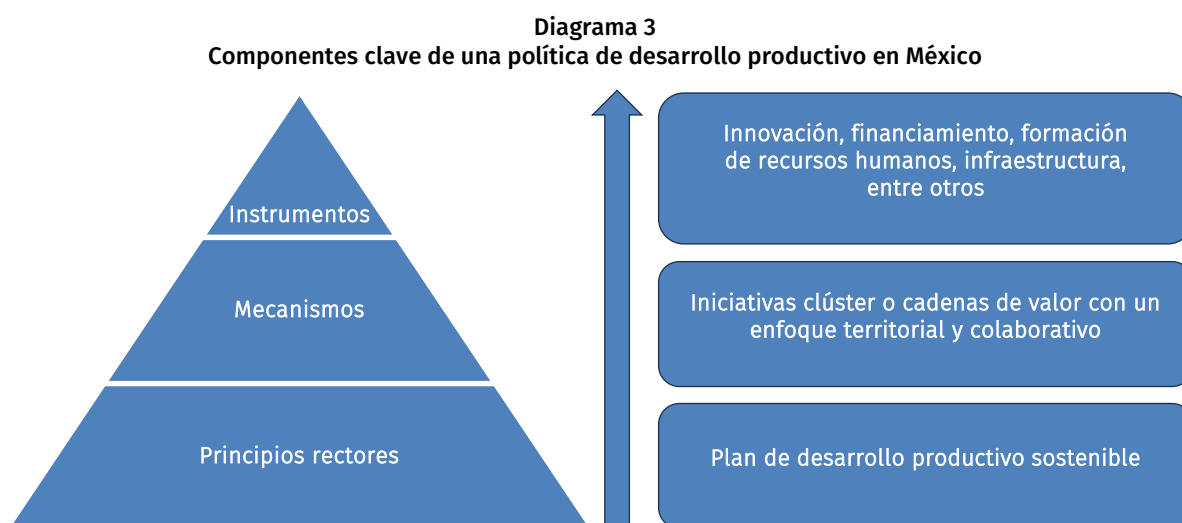 Diagrama 3
Componentes clave de una política de desarrollo productivo en México
Instrumentos
Innovación, financiamiento, formación
de recursos humanos, infraestructura,
entre otros
Mecanismos
Iniciativas clúster o cadenas de valor con un
enfoque territorial y colaborativo
Principios rectores
Plan de desarrollo productivo sostenible